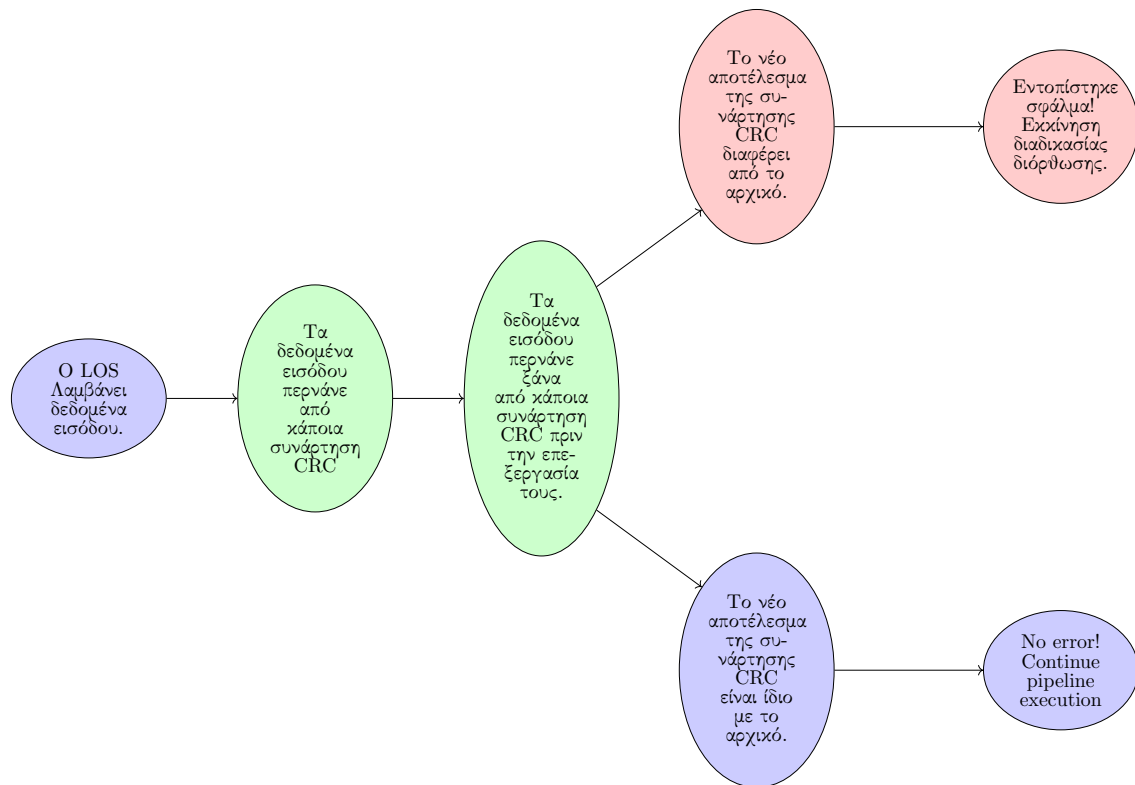 Ο LOS
Λαμβάνει
δεδομένα
εισόδου.
Τα
δεδομένα
εισόδου
περνάνε
από
κάποια
συνάρτηση
CRC
Τα
δεδομένα
εισόδου
περνάνε
ξάνα
από κάποια
συνάρτηση
CRC πριν
την επε-
ξεργασία
τους.
Το νέο
αποτέλεσμα
της συ-
νάρτησης
CRC
διαφέρει
από το
αρχικό.
Εντοπίστηκε
σφάλμα!
Εκκίνηση
διαδικασίας
διόρθωσης.
Το νέο
αποτέλεσμα
της συ-
νάρτησης
CRC
είναι ίδιο
με το
αρχικό.
No error!
Continue
pipeline
execution